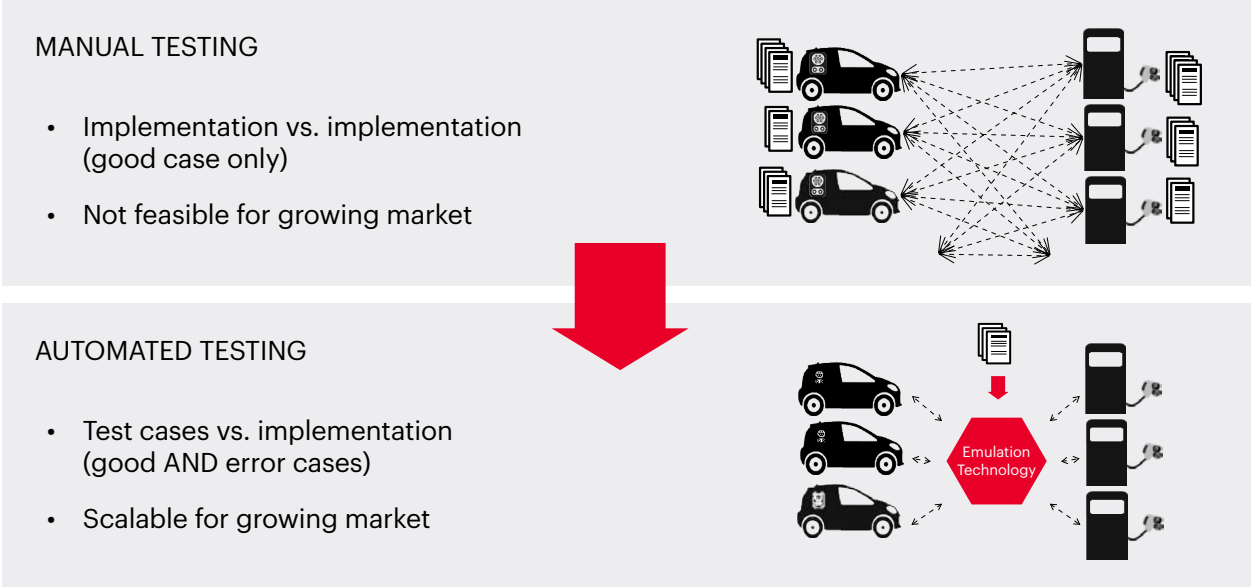 MANUAL TESTING
• Implementation vs. implementation
(good case only)
• Not feasible for growing market
AUTOMATED TESTING
• Test cases vs. implementation
(good AND error cases)
• Scalable for growing market
Emulation
Technology